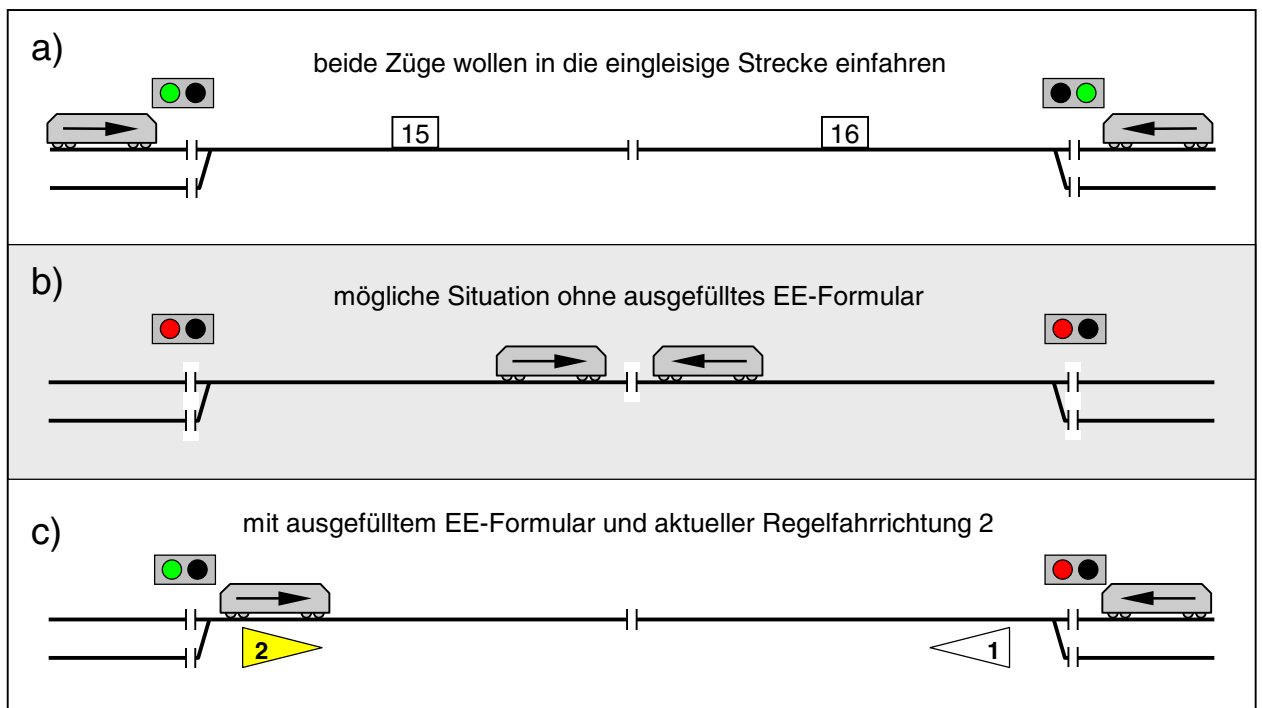 a)
beide Züge wollen in die eingleisige Strecke einfahren
15
16
b)
mögliche Situation ohne ausgefülltes EE-Formular
c)
mit ausgefülltem EE-Formular und aktueller Regelfahrrichtung 2
2
1